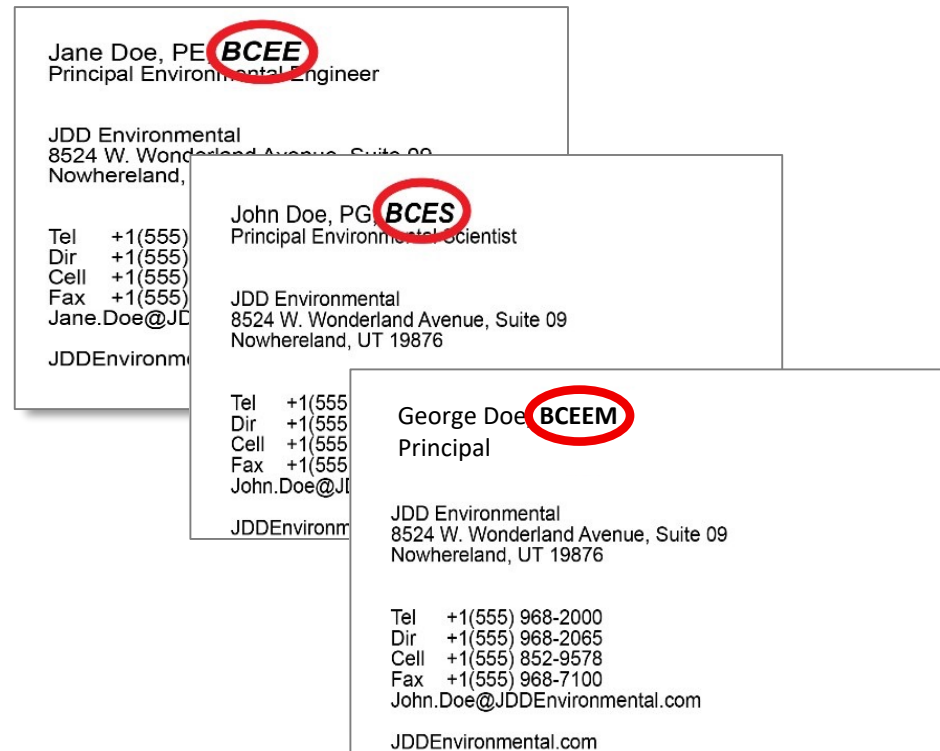 Jane Doe, PE BCEE
Principal Environmental Engineer
JDD Environmental
8524 W. Wonderland Avenue, Suite 09
Nowhereland,
Tel +1(555)
Dir +1(555)
Cell +1(555)
Fax +1(555)
Jane.Doe@JD
JDDEnvironm
John Doe, PG, BCES
Principal Environmental Scientist
JDD Environmental
8524 W. Wonderland Avenue, Suite 09
Nowhereland, UT 19876
Tel +1(555
Dir +1(555
Cell +1(555
Fax +1(555
John.Doe@JD
JDDEnvironm
George Doe, BCEEM
Principal
JDD Environmental
8524 W. Wonderland Avenue, Suite 09
Nowhereland, UT 19876
Tel +1(555) 968-2000
Dir +1(555) 968-2065
Cell +1(555) 852-9578
Fax +1(555) 968-7100
John.Doe@JDDEnvironmental.com
JDDEnvironmental.com